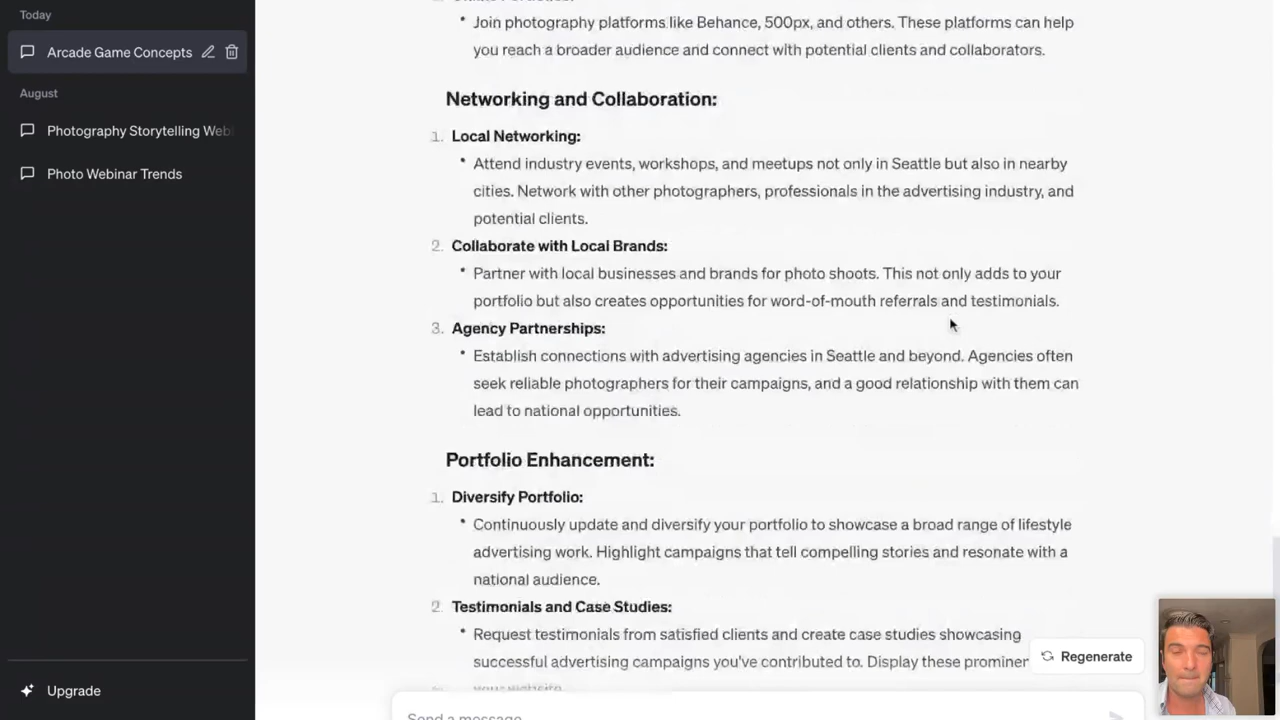 Today
Arcade Game Concepts
August
Photography Storytelling Web
Photo Webinar Trends
Upgrade
Join photography platforms like Behance, 500px, and others. These platforms can help
you reach a broader audience and connect with potential clients and collaborators.
Networking and Collaboration:
1. Local Networking:
• Attend industry events, workshops, and meetups not only in Seattle but also in nearby
cities. Network with other photographers, professionals in the advertising industry, and
potential clients.
2. Collaborate with Local Brands:
• Partner with local businesses and brands for photo shoots. This not only adds to your
portfolio but also creates opportunities for word-of-mouth referrals and testimonials.
3. Agency Partnerships:
• Establish connections with advertising agencies in Seattle and beyond. Agencies often
seek reliable photographers for their campaigns, and a good relationship with them can
lead to national opportunities.
Portfolio Enhancement:
1. Diversify Portfolio:
• Continuously update and diversify your portfolio to showcase a broad range of lifestyle
advertising work. Highlight campaigns that tell compelling stories and resonate with a
national audience.
2. Testimonials and Case Studies:
• Request testimonials from satisfied clients and create case studies showcasing
successful advertising campaigns you've contributed to. Display these prominer
your website.
Regenerate
Send a message